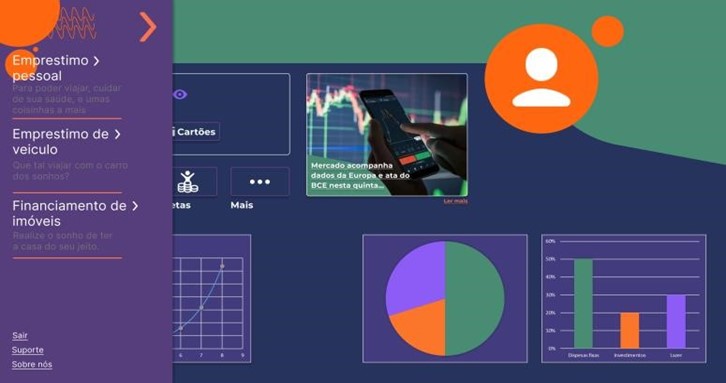 Emprestimo
pessoal
Para poder viajar, cuidar
de sua saúde, e umas
coisinhas a mais
Emprestimo de
veiculo
Que tal viajar com o carro
dos sonhos?
Financiamento de
imóveis
Realize o sonho de ter
a casa do seu jeito.
Sair
Suporte
Sobre nós
Cartões
etas
Mais
Mercado acompanha
dados da Europa e ata do
BCE nesta quinta...
Ler mais
6 7 8 9
60%
50%
40%
30%
20%
10%
0%
Despesas fixas Investimentos Lazer